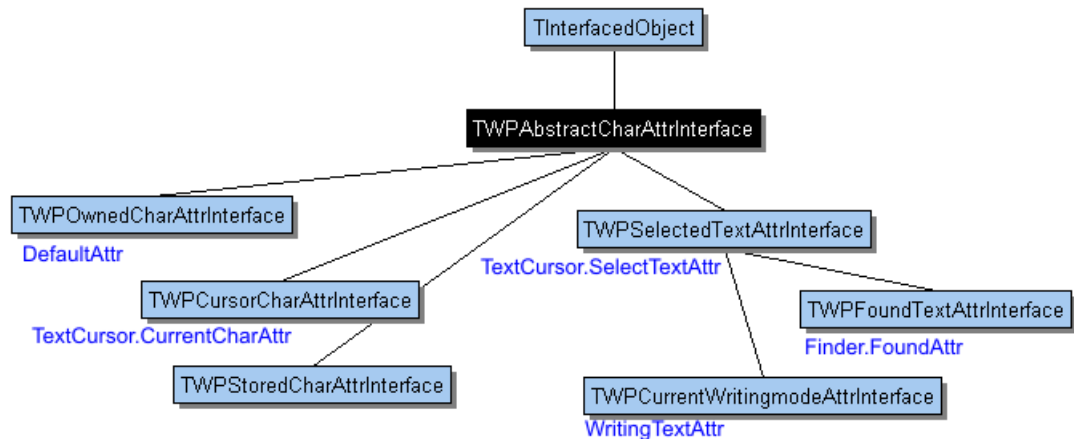 TInterfacedObject
TWPAbstractCharAttrInterface
TWPOwnedCharAttrInterface
DefaultAttr
TWPSelectedTextAttrInterface
TextCursor.SelectTextAttr
TWPCursorCharAttrInterface
TextCursor.CurrentCharAttr
TWPFoundTextAttrInterface
Finder.FoundAttr
TWPStoredCharAttrInterface
TWPCurrentWritingmodeAttrInterface
WritingTextAttr